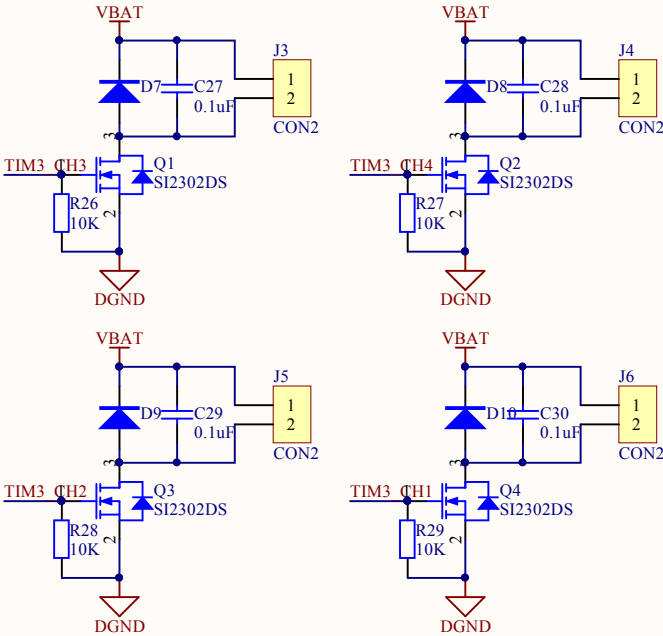 VBAT
J3
D7
C27
0.1uF
1
2
CON2
3
TIM3_CH3
Q1
SI2302DS
R26
10K
2
DGND
VBAT
J4
D8
C28
0.1uF
1
2
CON2
3
TIM3_CH4
Q2
SI2302DS
R27
10K
2
DGND
VBAT
J5
D9
C29
0.1uF
1
2
CON2
3
TIM3_CH2
Q3
SI2302DS
R28
10K
2
DGND
VBAT
J6
D10
C30
0.1uF
1
2
CON2
3
TIM3_CH1
Q4
SI2302DS
R29
10K
2
DGND